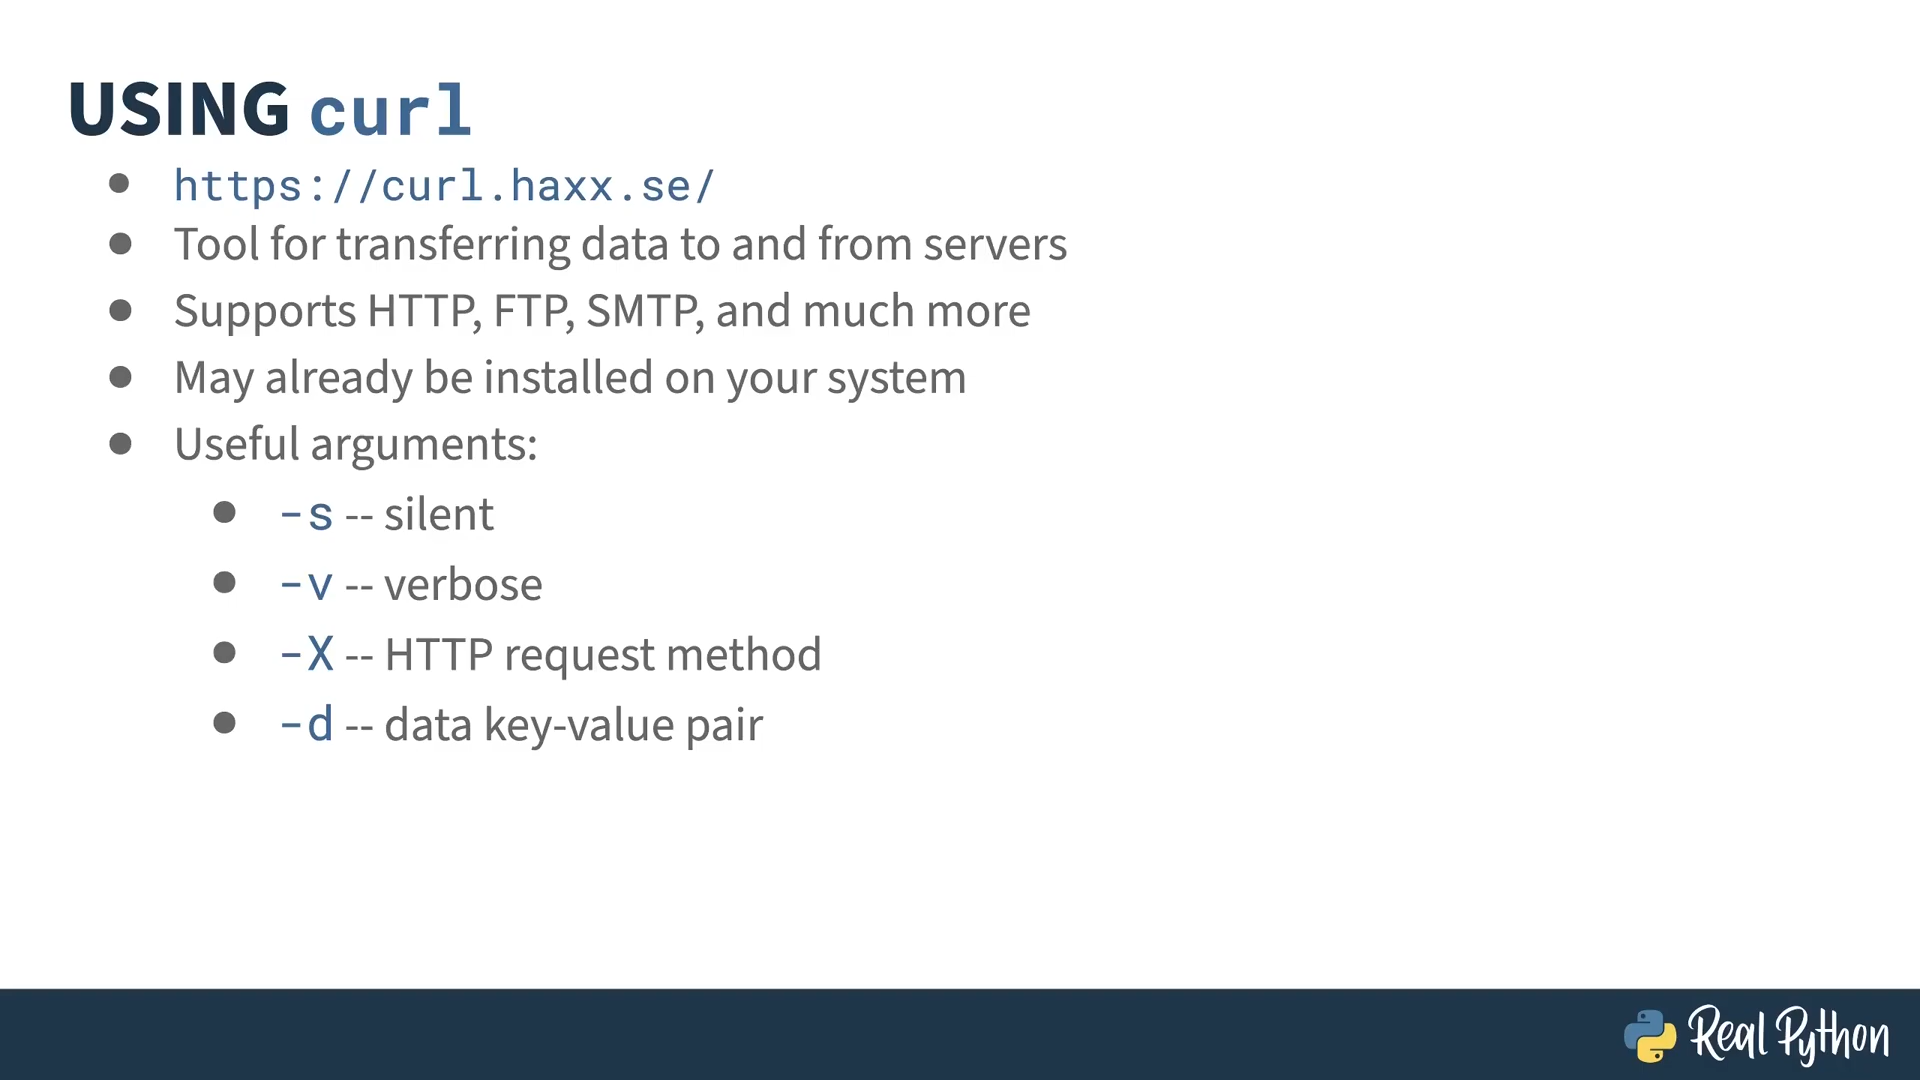 USING curl
https://curl.haxx.se/
Tool for transferring data to and from servers
Supports HTTP, FTP, SMTP, and much more
May already be installed on your system
Useful arguments:
-s -- silent
-v -- verbose
-X -- HTTP request method
-d -- data key-value pair
Real Python